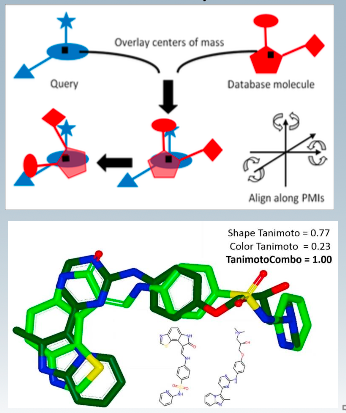 Overlay centers of mass
Query
Database molecule
Align along PMIs
Shape Tanimoto = 0.77
Color Tanimoto = 0.23
TanimotoCombo = 1.00